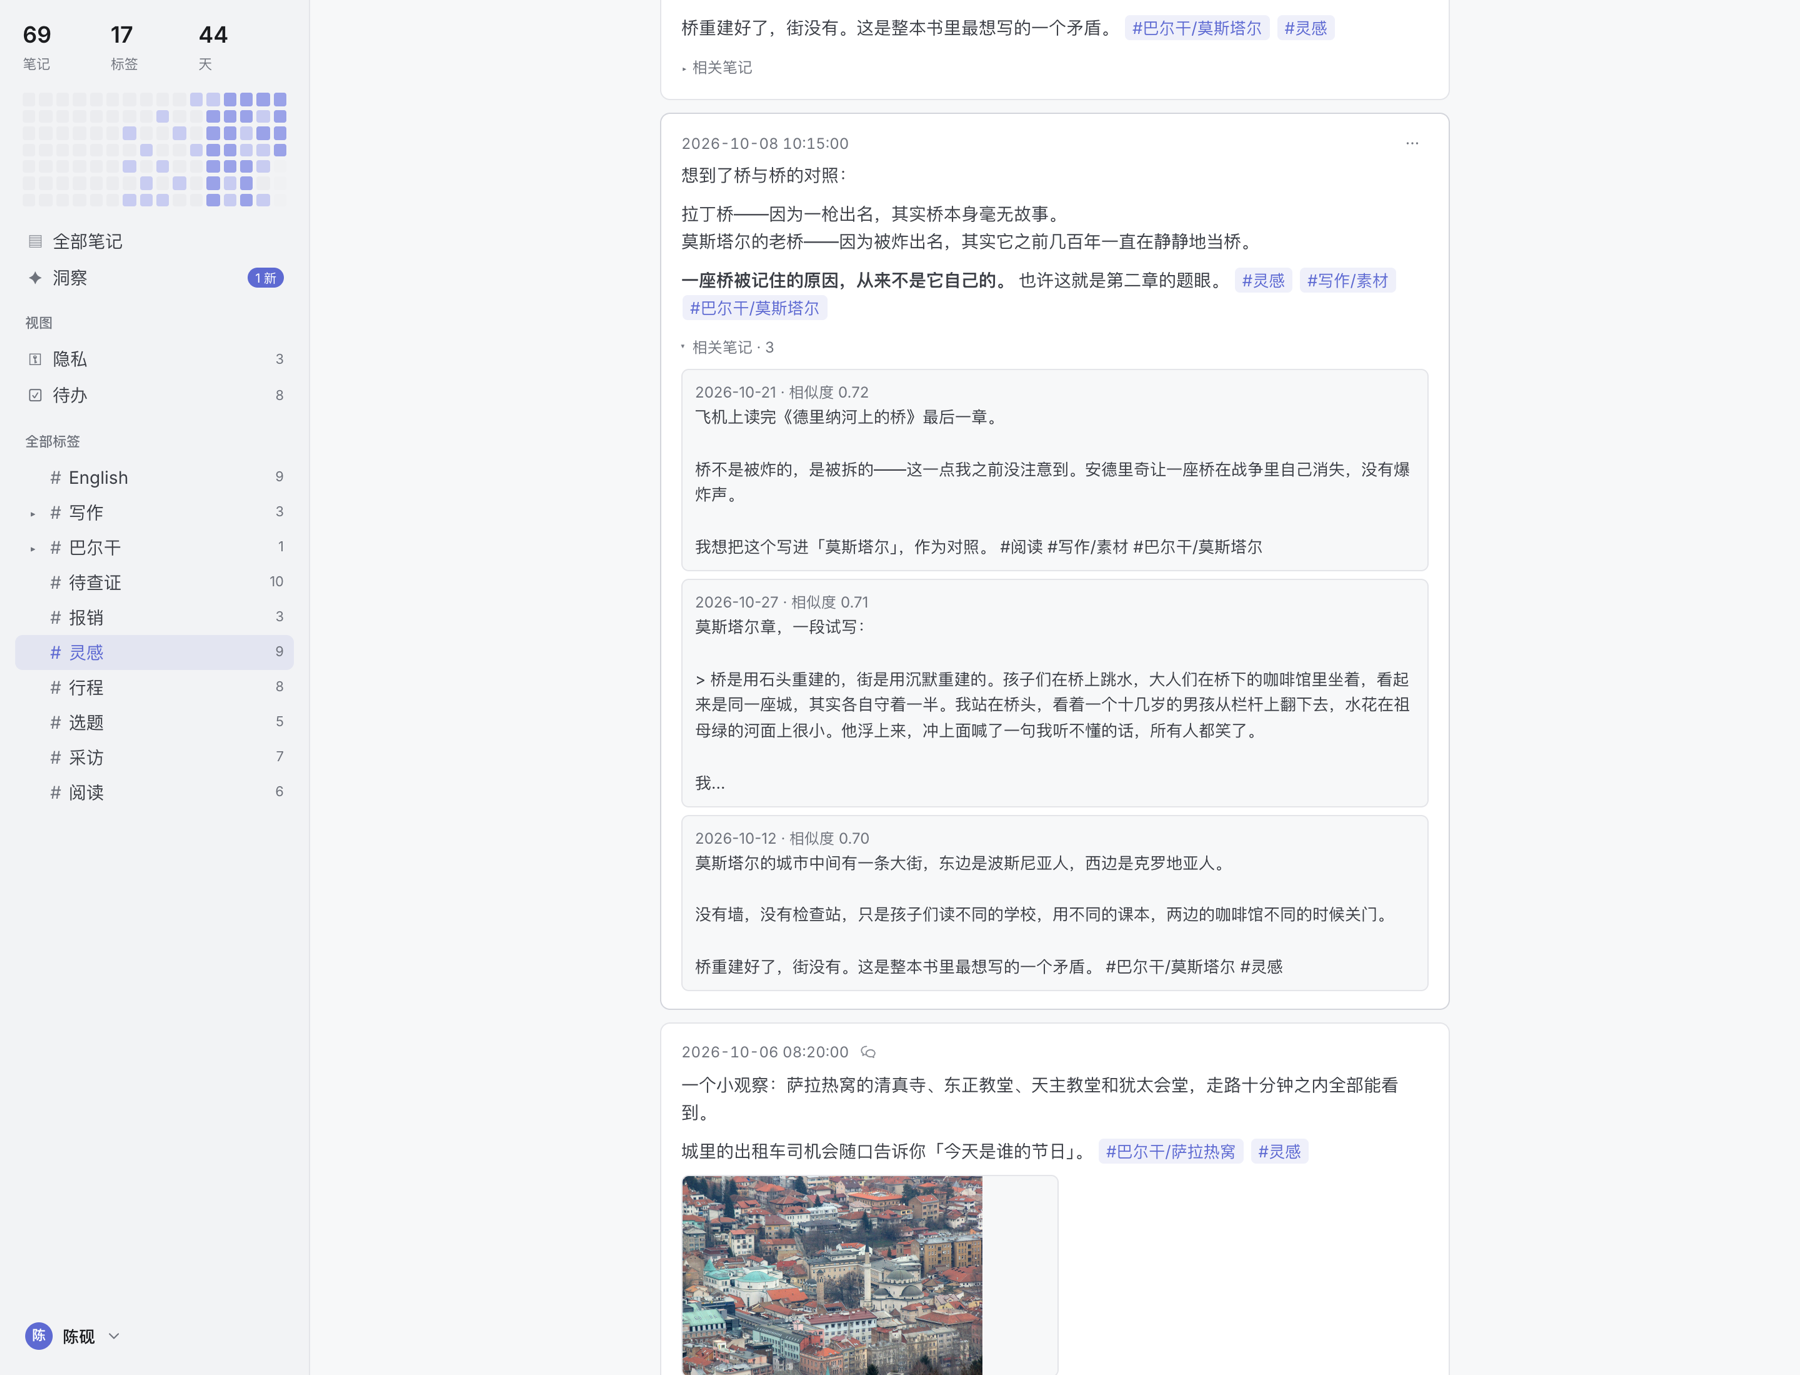 69
17
44
笔记
标签
天
全部笔记
洞察
1 新
视图
隐私
3
待办
8
全部标签
# English
9
# 写作
3
# 巴尔干
1
# 待查证
10
# 报销
3
# 灵感
9
# 行程
8
# 选题
5
# 采访
7
# 阅读
6
陈
陈砚
桥重建好了，街没有。这是整本书里最想写的一个矛盾。 #巴尔干/莫斯塔尔 #灵感
相关笔记
2026-10-08 10:15:00
...
想到了桥与桥的对照：
拉丁桥——因为一枪出名，其实桥本身毫无故事。
莫斯塔尔的老桥——因为被炸出名，其实它之前几百年一直在静静地当桥。
一座桥被记住的原因，从来不是它自己的。 也许这就是第二章的题眼。 #灵感 #写作/素材
#巴尔干/莫斯塔尔
相关笔记 · 3
2026-10-21 · 相似度 0.72
飞机上读完《德里纳河上的桥》最后一章。
桥不是被炸的，是被拆的——这一点我之前没注意到。安德里奇让一座桥在战争里自己消失，没有爆
炸声。
我想把这个写进「莫斯塔尔」，作为对照。 #阅读 #写作/素材 #巴尔干/莫斯塔尔
2026-10-27 · 相似度 0.71
莫斯塔尔章，一段试写：
> 桥是用石头重建的，街是用沉默重建的。孩子们在桥上跳水，大人们在桥下的咖啡馆里坐着，看起
来是同一座城，其实各自守着一半。我站在桥头，看着一个十几岁的男孩从栏杆上翻下去，水花在祖
母绿的河面上很小。他浮上来，冲上面喊了一句我听不懂的话，所有人都笑了。
我...
2026-10-12 · 相似度 0.70
莫斯塔尔的城市中间有一条大街，东边是波斯尼亚人，西边是克罗地亚人。
没有墙，没有检查站，只是孩子们读不同的学校，用不同的课本，两边的咖啡馆不同的时候关门。
桥重建好了，街没有。这是整本书里最想写的一个矛盾。 #巴尔干/莫斯塔尔 #灵感
2026-10-06 08:20:00
一个小观察：萨拉热窝的清真寺、东正教堂、天主教堂和犹太会堂，走路十分钟之内全部能看
到。
城里的出租车司机会随口告诉你「今天是谁的节日」。 #巴尔干/萨拉热窝 #灵感